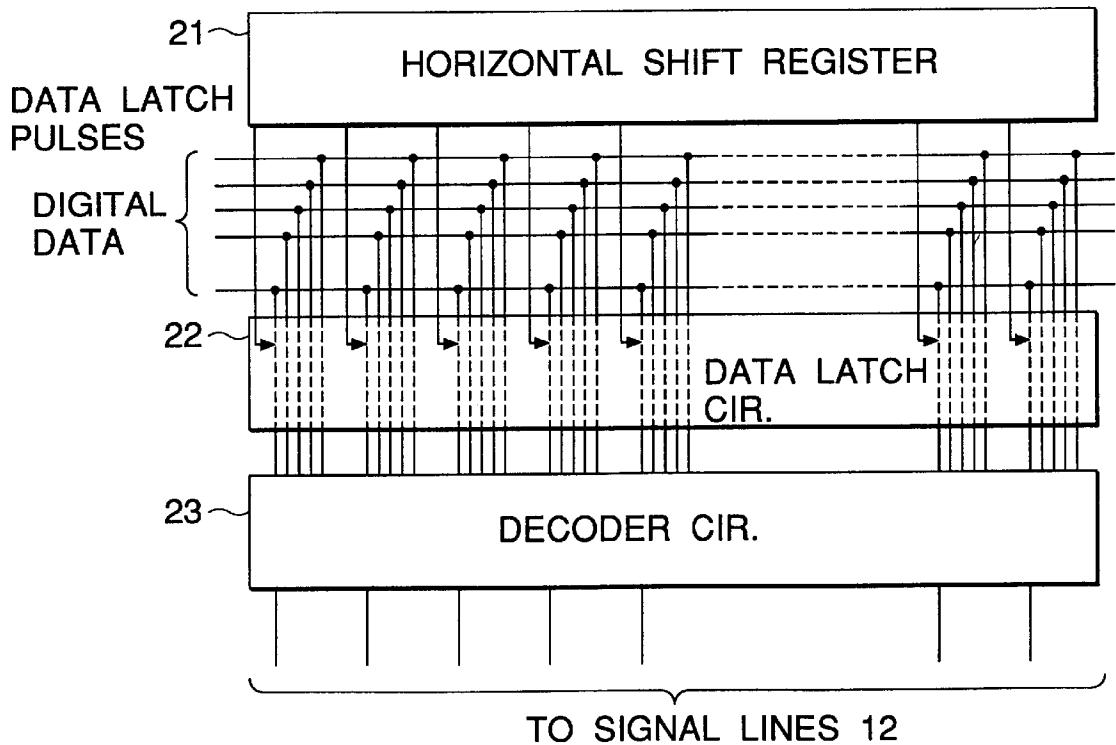 21
HORIZONTAL SHIFT REGISTER
DATA LATCH
PULSES
DIGITAL
DATA
22
DATA LATCH
CIR.
23
DECODER CIR.
TO SIGNAL LINES 12